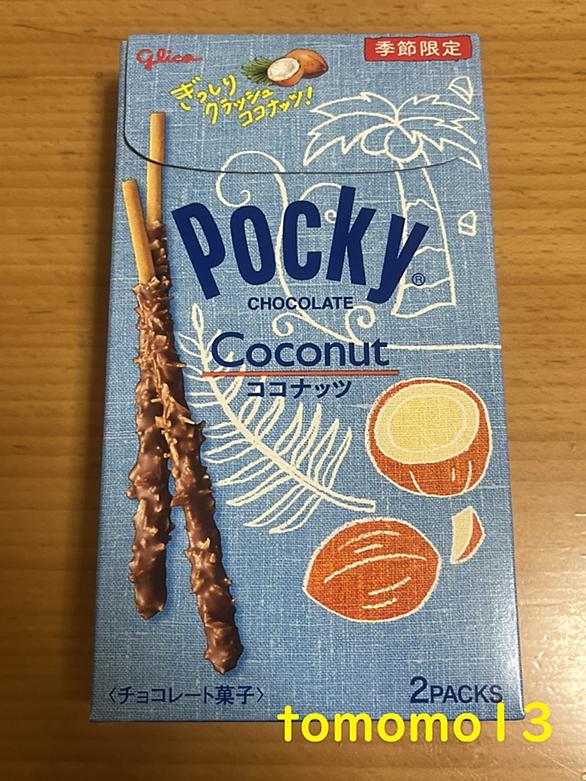 Glico
季節限定
ぎっしり
クラッシュ
ココナッツ!
POCKY®
CHOCOLATE
Coconut
ココナッツ
〈チョコレート菓子〉
2PACKS
tomomo13